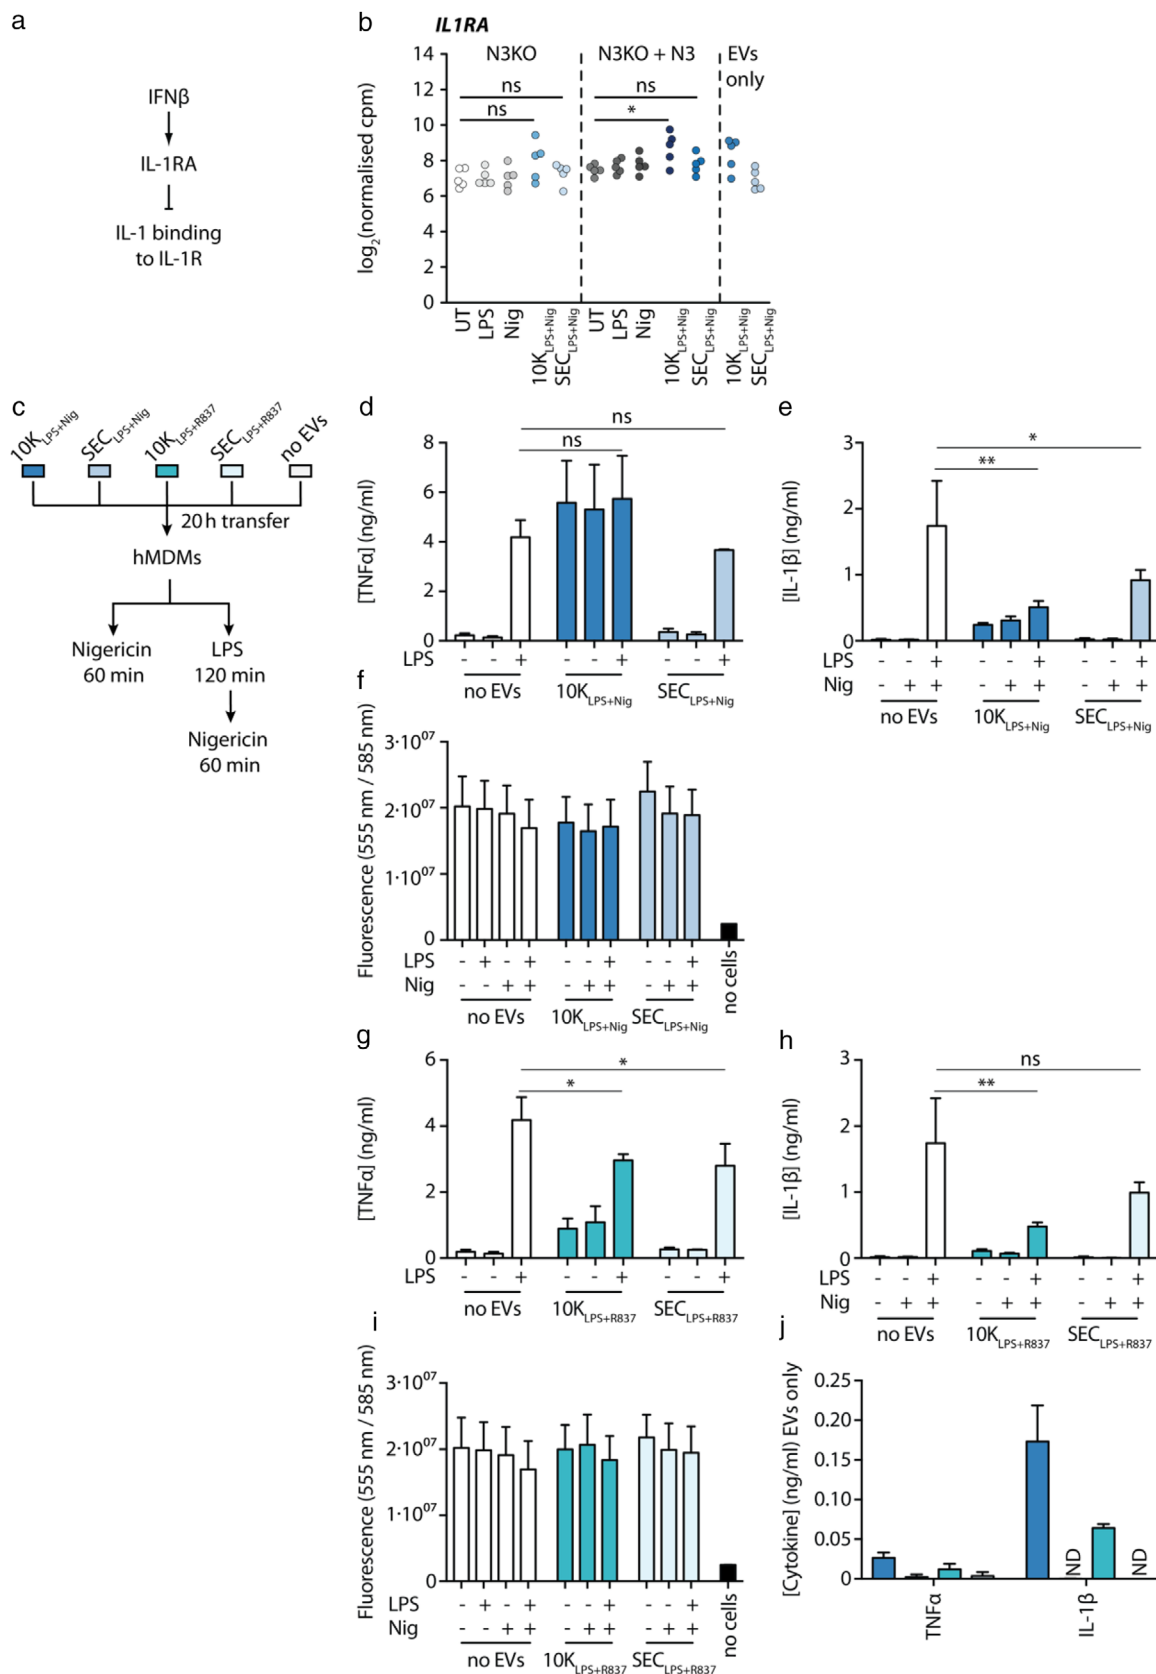 a
IFNβ
IL-1RA
IL-1 binding
to IL-1R
b
IL1RA
N3KO
N3KO + N3
EVs
only
ns
ns
ns
*
log2(normalised cpm)
14
12
10
8
6
4
2
0
UT
LPS
Nig
10KLPS+Nig
SECLPS+Nig
UT
LPS
Nig
10KLPS+Nig
SECLPS+Nig
10KLPS+Nig
SECLPS+Nig
c
10KLPS+Nig
SECLPS+Nig
10KLPS+R837
SECLPS+R837
no EVs
20 h transfer
hMDMs
Nigericin
60 min
LPS
120 min
Nigericin
60 min
d
ns
ns
[TNFα] (ng/ml)
8
6
4
2
0
LPS - - + - - + - - +
no EVs 10KLPS+Nig SECLPS+Nig
e
*
**
[IL-1β] (ng/ml)
3
2
1
0
LPS - - + - - + - - +
Nig - + + - + + - + +
no EVs 10KLPS+Nig SECLPS+Nig
f
Fluorescence (555 nm / 585 nm)
3·10^07
2·10^07
1·10^07
0
LPS - + - + - - + - - +
Nig - - + + - + + - + +
no EVs 10KLPS+Nig SECLPS+Nig
no cells
g
*
*
[TNFα] (ng/ml)
6
4
2
0
LPS - - + - - + - - +
no EVs 10KLPS+R837 SECLPS+R837
h
ns
**
[IL-1β] (ng/ml)
3
2
1
0
LPS - - + - - + - - +
Nig - + + - + + - + +
no EVs 10KLPS+R837 SECLPS+R837
i
Fluorescence (555 nm / 585 nm)
3·10^07
2·10^07
1·10^07
0
LPS - + - + - - + - - +
Nig - - + + - + + - + +
no EVs 10KLPS+R837 SECLPS+R837
no cells
j
[Cytokine] (ng/ml) EVs only
0.25
0.20
0.15
0.10
0.05
0
ND
ND
TNFα
IL-1β